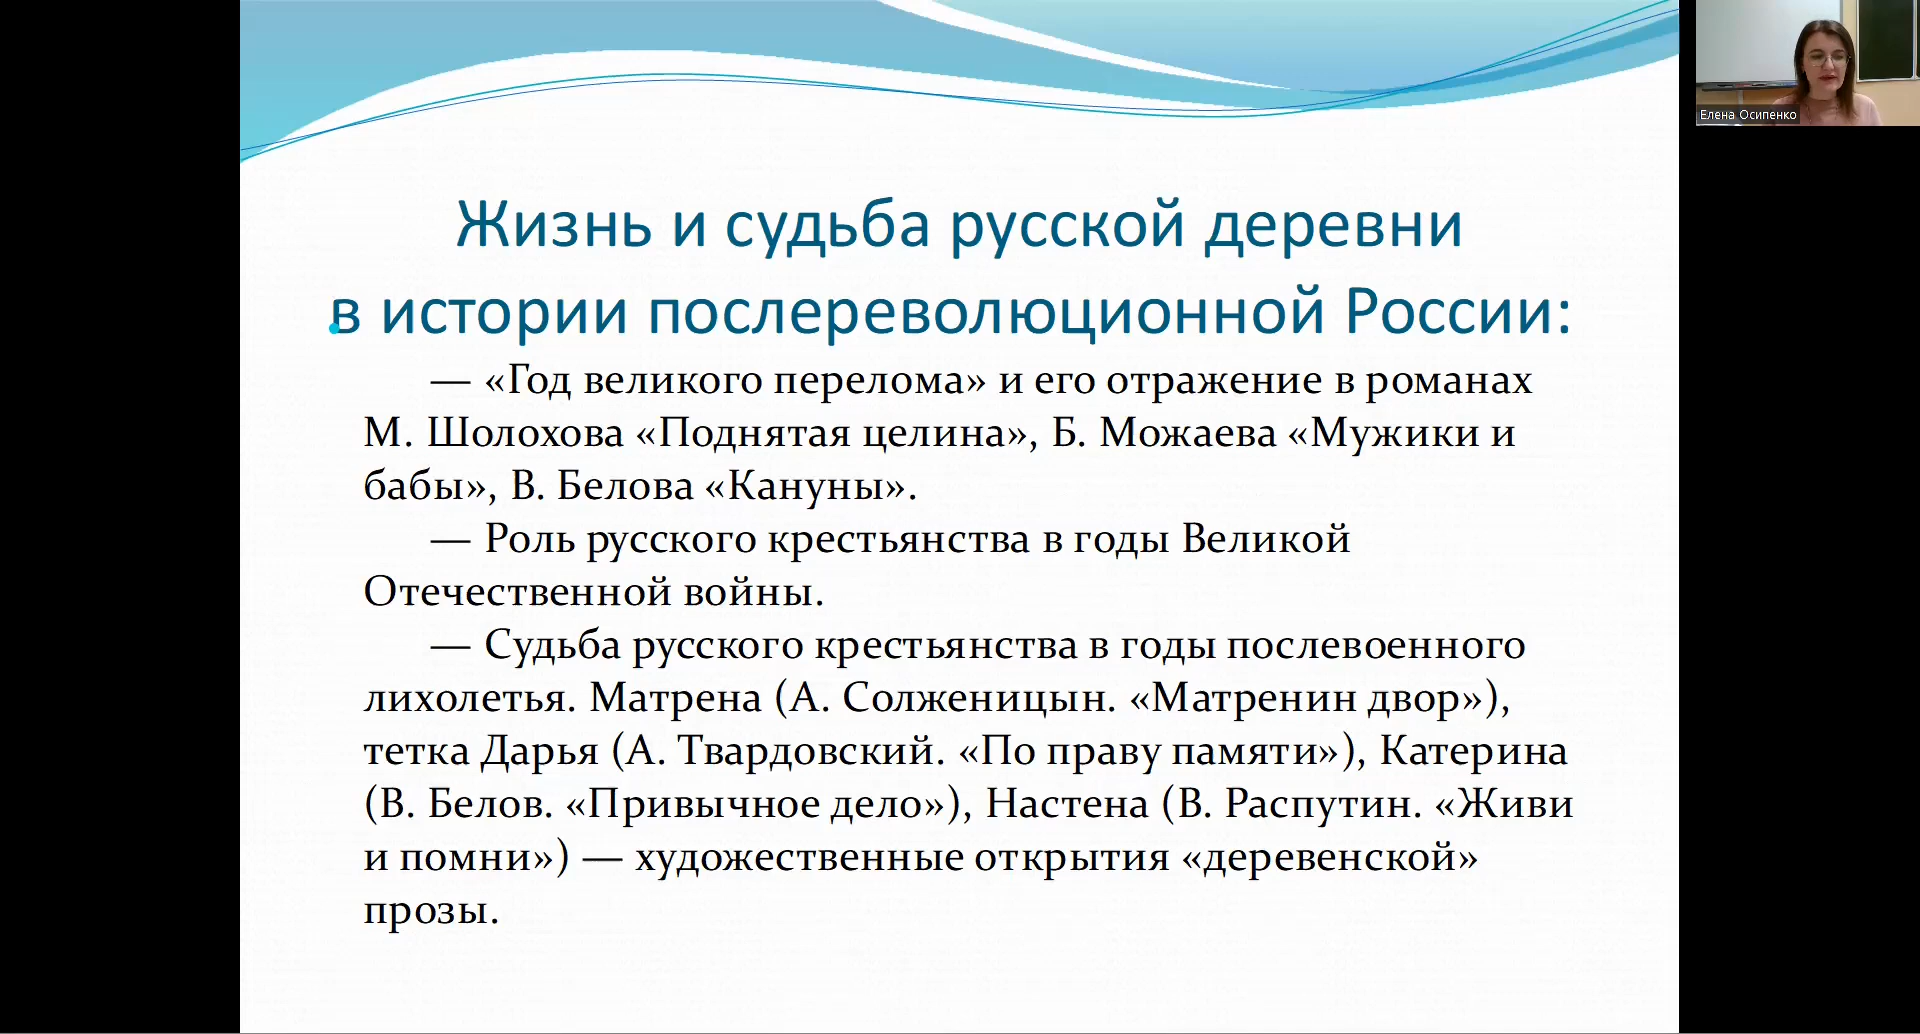 Елена Осипенко
Жизнь и судьба русской деревни
в истории послереволюционной России:
— «Год великого перелома» и его отражение в романах
М. Шолохова «Поднятая целина», Б. Можаева «Мужики и
бабы», В. Белова «Кануны».
— Роль русского крестьянства в годы Великой
Отечественной войны.
— Судьба русского крестьянства в годы послевоенного
лихолетья. Матрена (А. Солженицын. «Матренин двор»),
тетка Дарья (А. Твардовский. «По праву памяти»), Катерина
(В. Белов. «Привычное дело»), Настена (В. Распутин. «Живи
и помни») — художественные открытия «деревенской»
прозы.